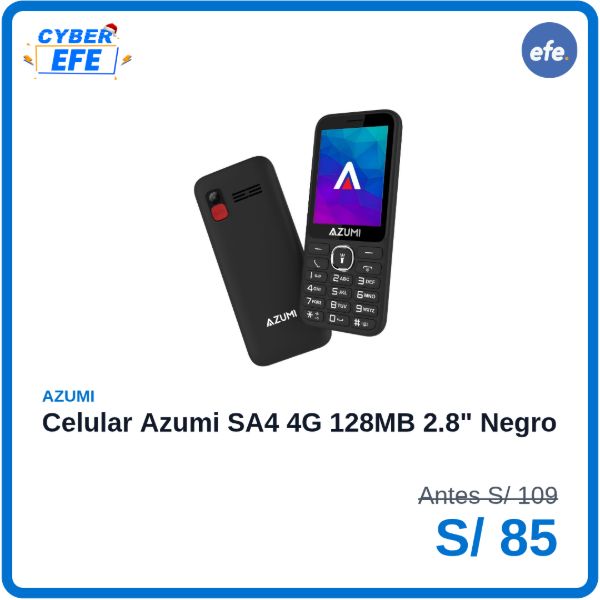 CYBER
EFE
efe.
AZUMI
AZUMI
AZUMI
Celular Azumi SA4 4G 128MB 2.8" Negro
Antes S/ 109
S/ 85